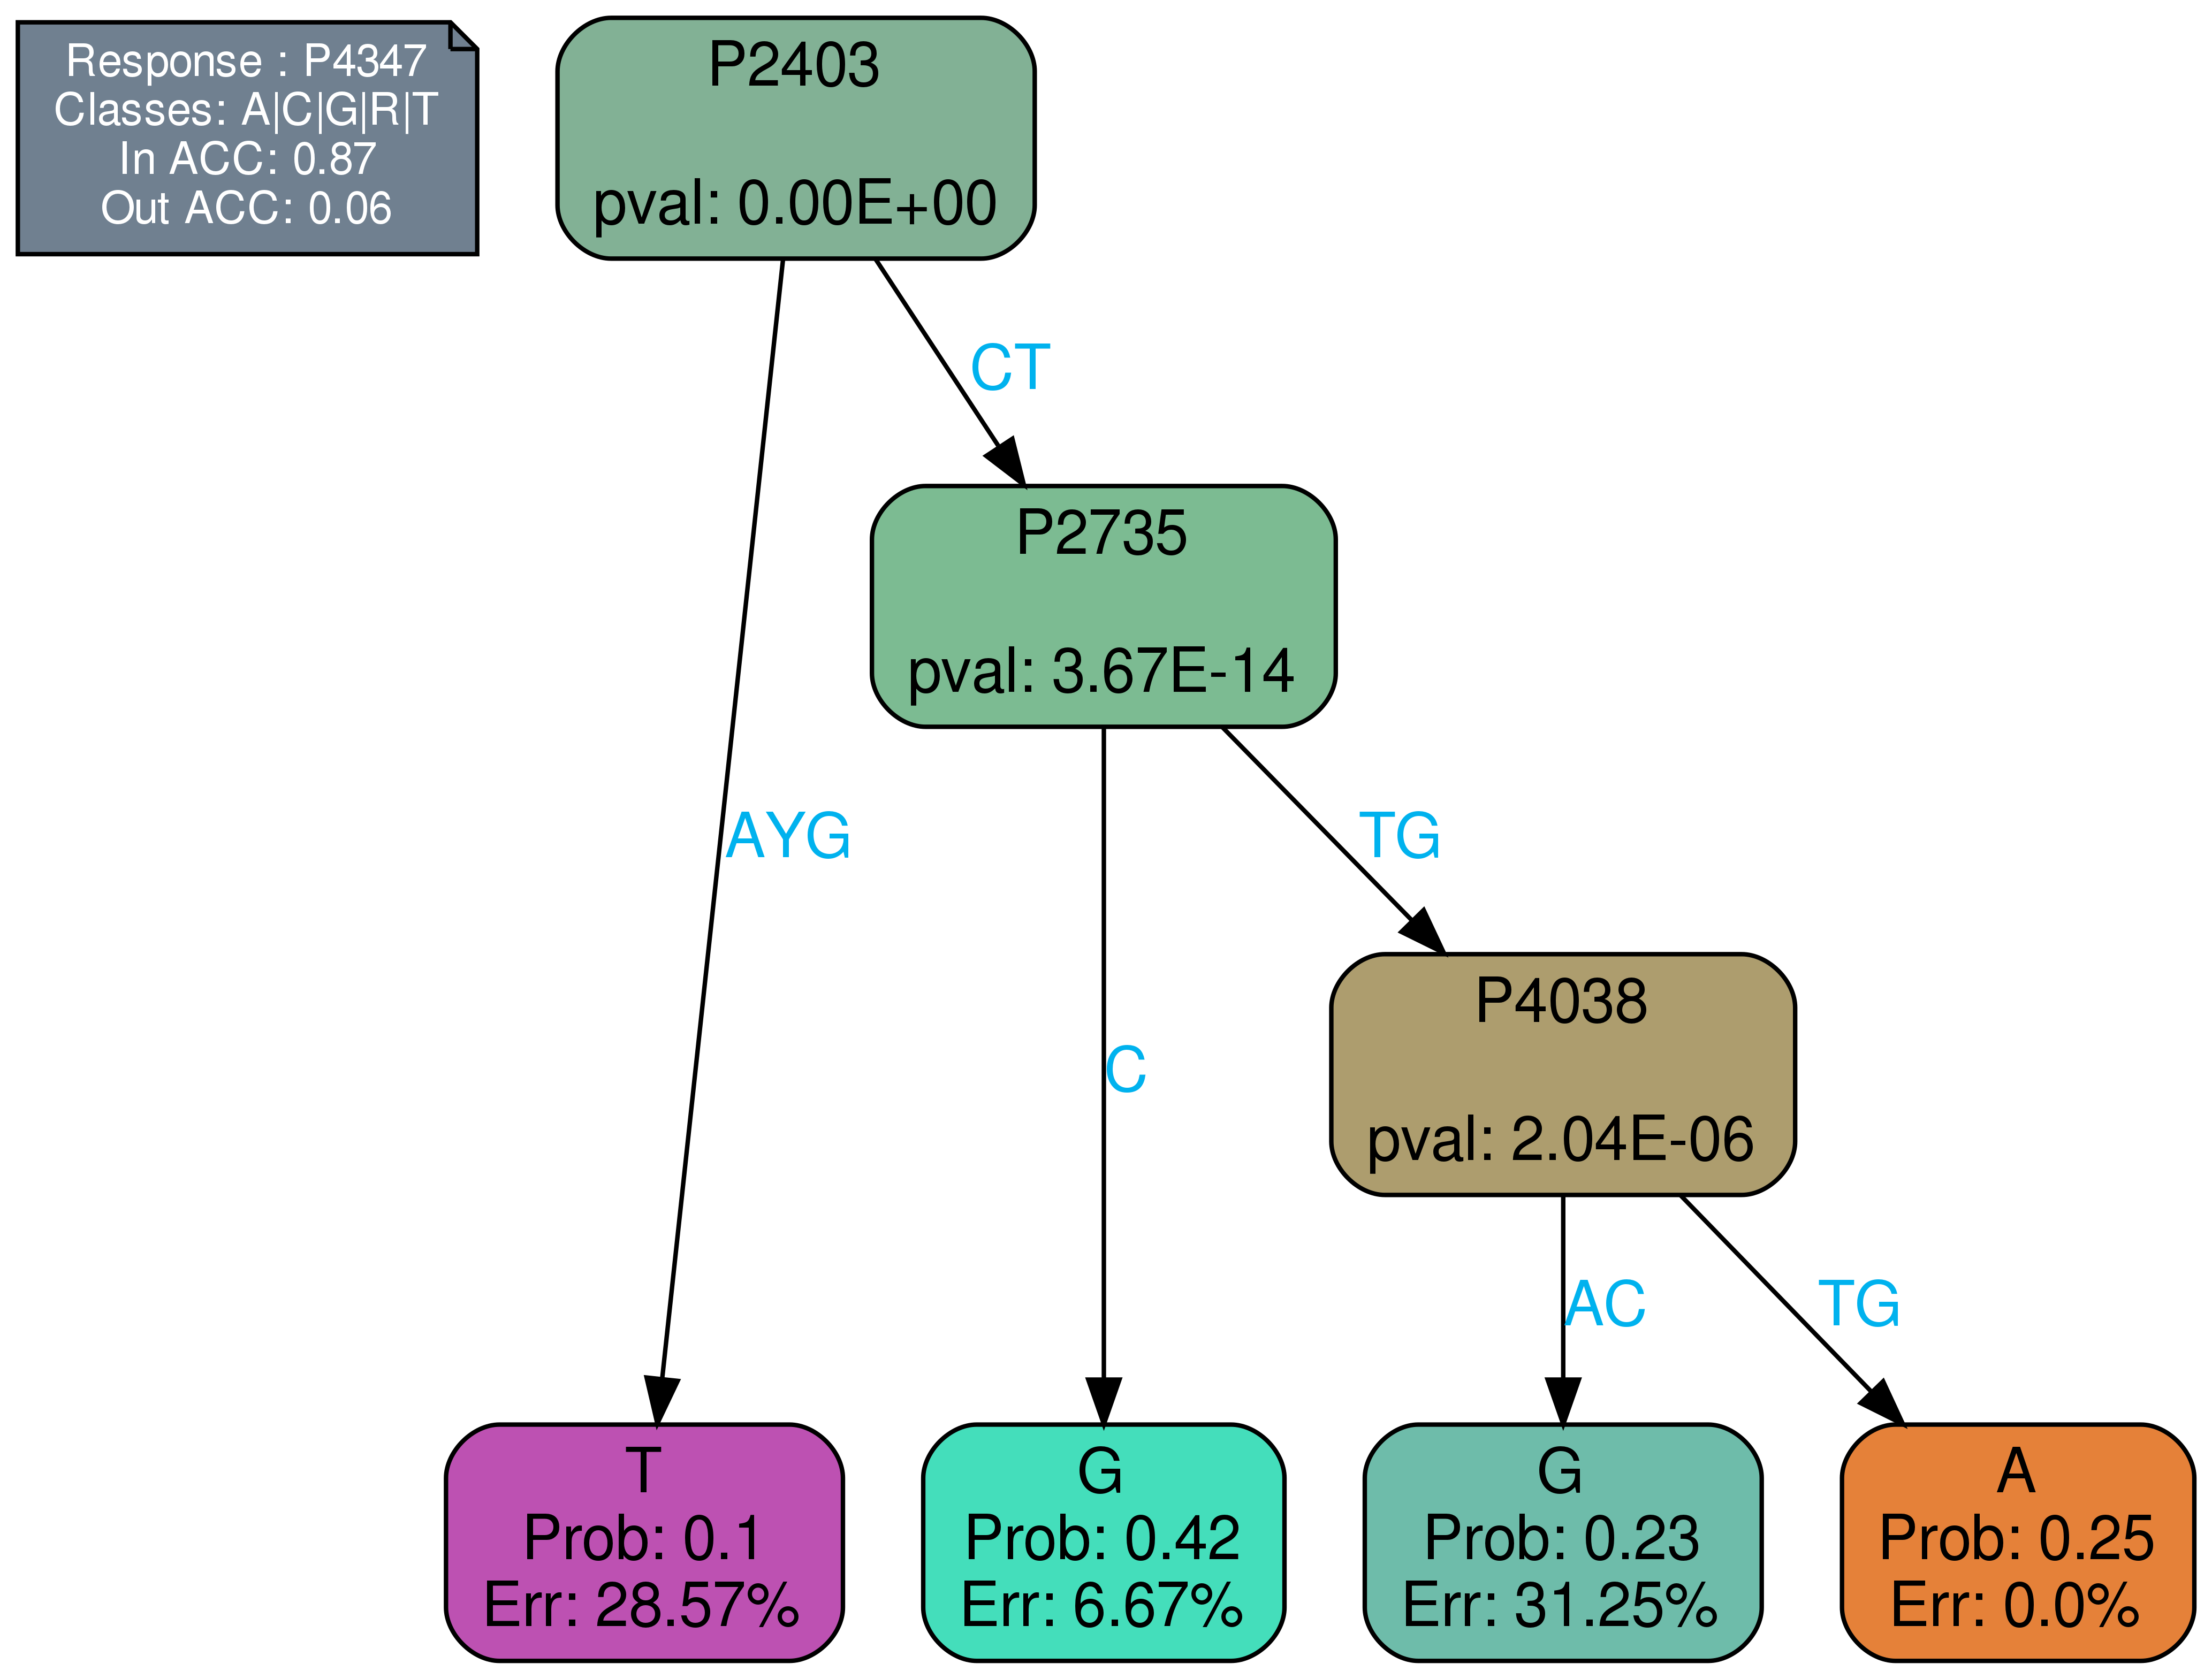 Response : P4347
Classes: A|C|G|R|T
In ACC: 0.87
Out ACC: 0.06
P2403
pval: 0.00E+00
CT
P2735
pval: 3.67E-14
AYG
TG
C
P4038
pval: 2.04E-06
AC
TG
T
Prob: 0.1
Err: 28.57%
G
Prob: 0.42
Err: 6.67%
G
Prob: 0.23
Err: 31.25%
A
Prob: 0.25
Err: 0.0%